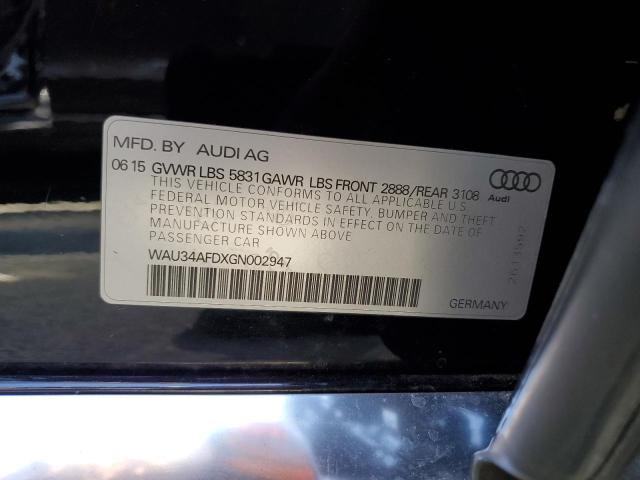 MFD. BY AUDI AG
06 15 GVWR LBS 5831 GAWR LBS FRONT 2888/REAR 3108
THIS VEHICLE CONFORMS TO ALL APPLICABLE U.S
FEDERAL MOTOR VEHICLE SAFETY, BUMPER AND THEFT
PREVENTION STANDARDS IN EFFECT ON DATE OF
MANUFACTURE SHOWN ABOVE
PASSENGER CAR
WAU34AFDXGN002947
Audi
GERMANY